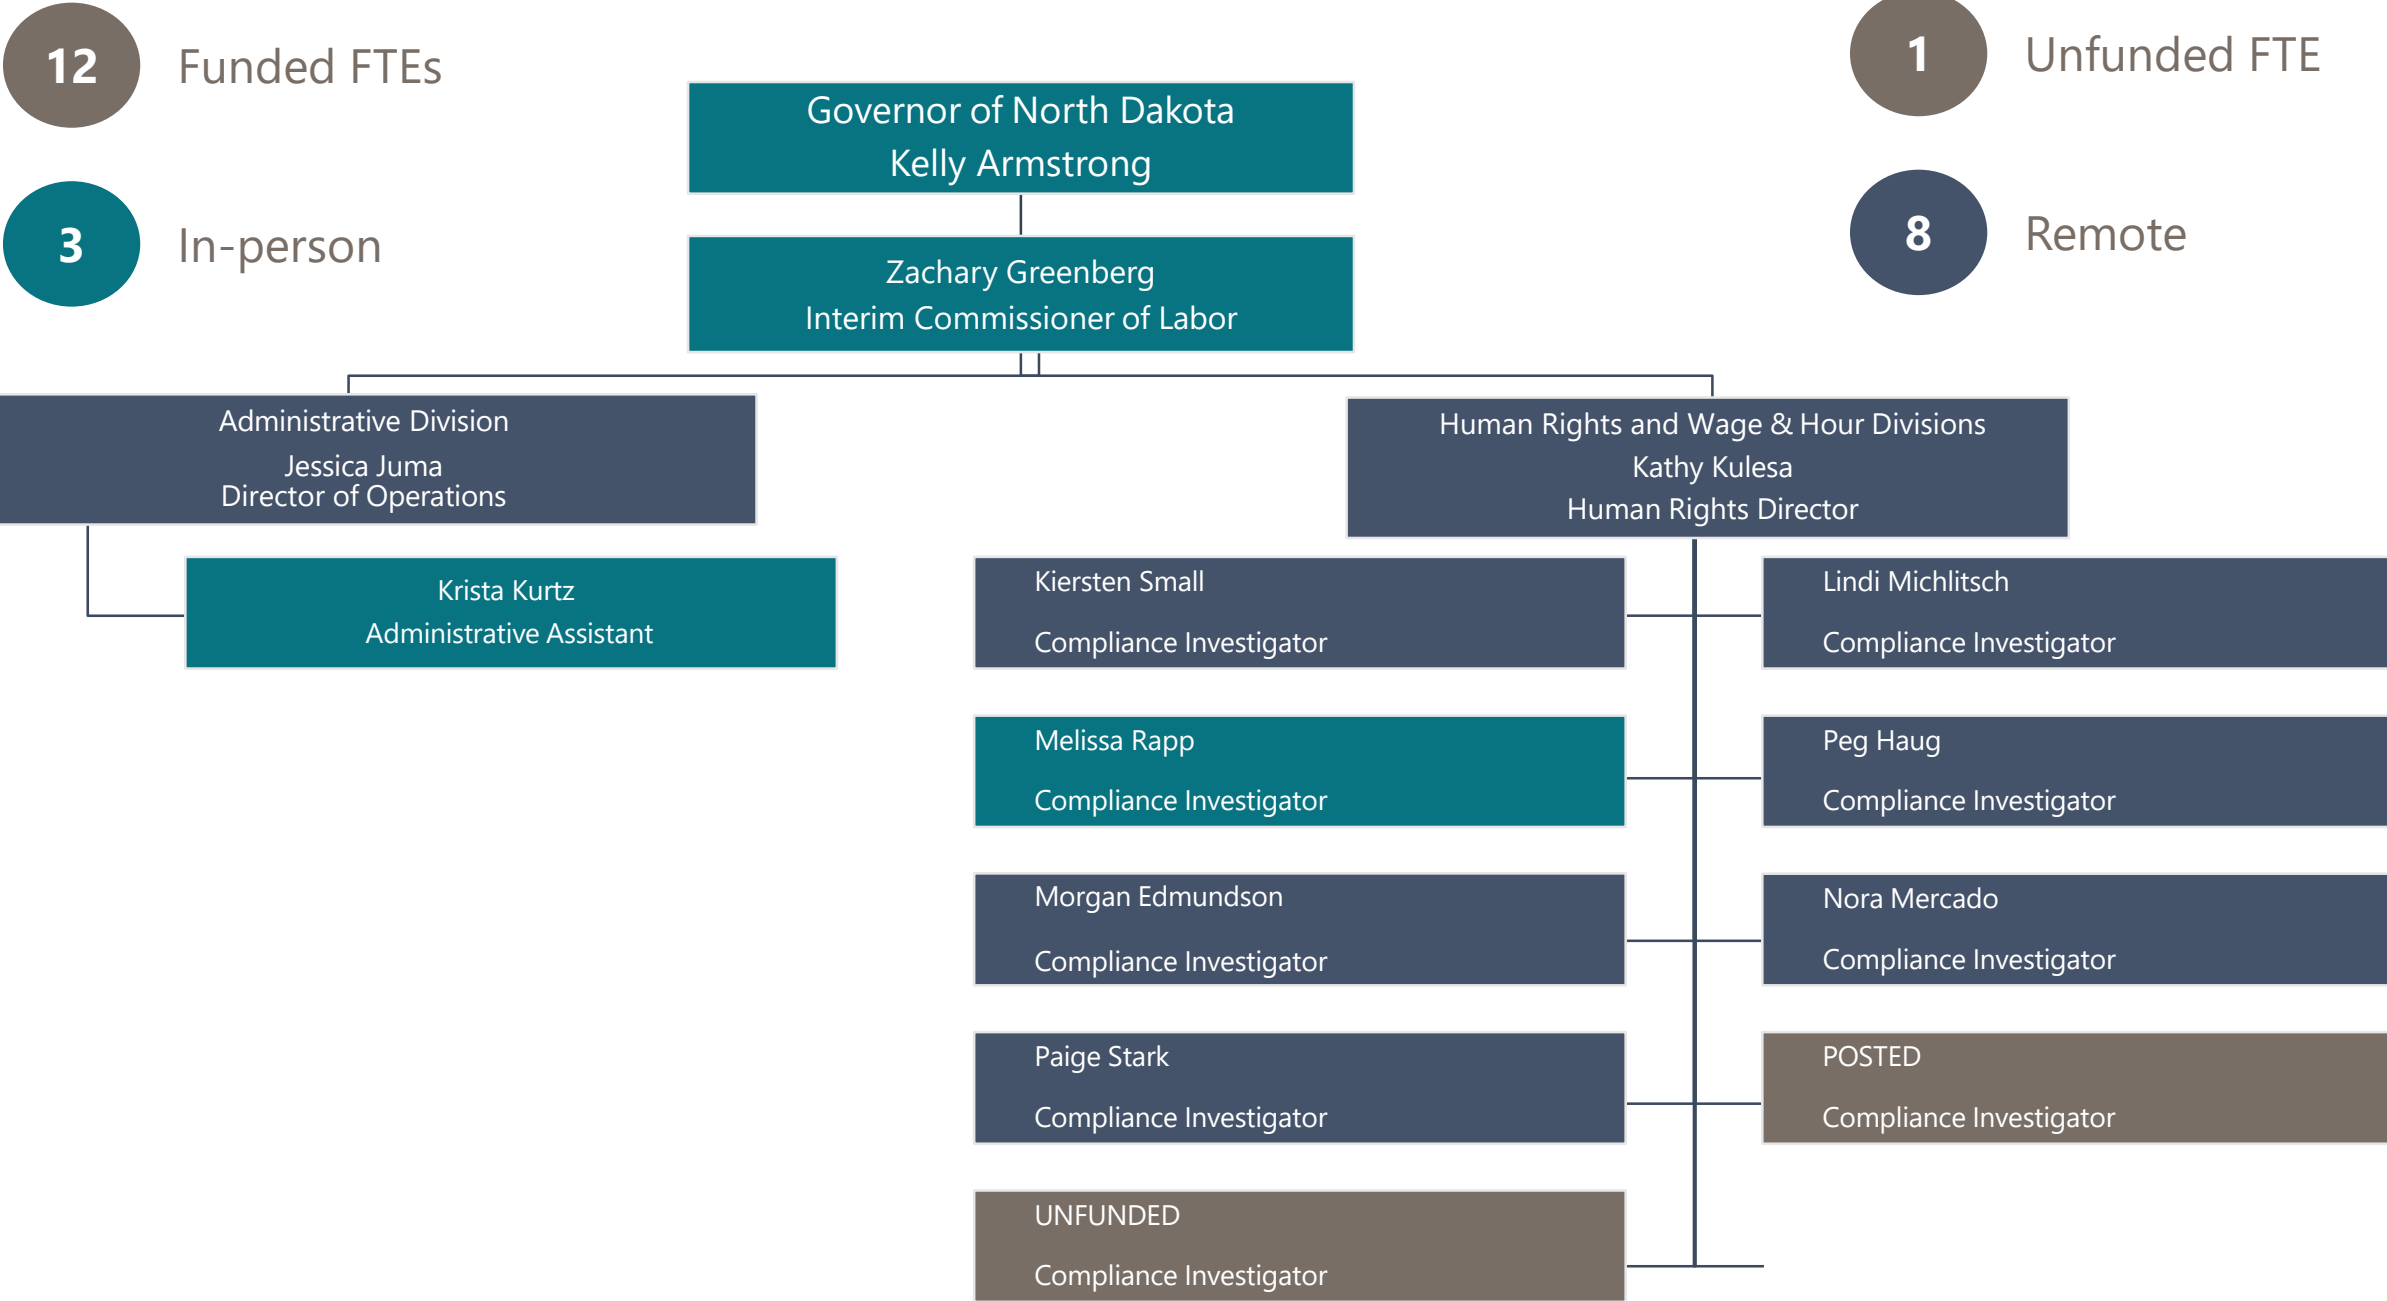 12
Funded FTEs
1
Unfunded FTE
Governor of North Dakota
Kelly Armstrong
3
In-person
8
Remote
Zachary Greenberg
Interim Commissioner of Labor
Administrative Division
Jessica Juma
Director of Operations
Human Rights and Wage & Hour Divisions
Kathy Kulesa
Human Rights Director
Krista Kurtz
Administrative Assistant
Kiersten Small
Compliance Investigator
Lindi Michlitsch
Compliance Investigator
Melissa Rapp
Compliance Investigator
Peg Haug
Compliance Investigator
Morgan Edmundson
Compliance Investigator
Nora Mercado
Compliance Investigator
Paige Stark
Compliance Investigator
POSTED
Compliance Investigator
UNFUNDED
Compliance Investigator